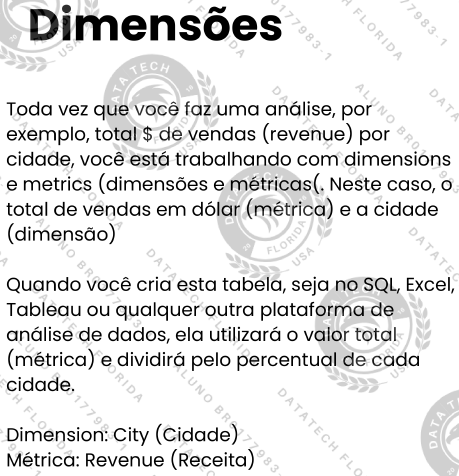 Dimensões
Toda vez que você faz uma análise, por
exemplo, total $ de vendas (revenue) por
cidade, você está trabalhando com dimensions
e metrics (dimensões e métricas(. Neste caso, o
total de vendas em dólar (métrica) e a cidade
(dimensão)
Quando você cria esta tabela, seja no SQL, Excel,
Tableau ou qualquer outra plataforma de
análise de dados, ela utilizará o valor total
(métrica) e dividirá pelo percentual de cada
cidade.
Dimension: City (Cidade)
Métrica: Revenue (Receita)